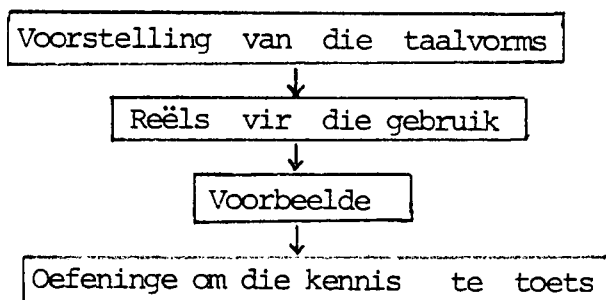 Voorstelling van die taalvorms
Reëls vir die gebruik
Voorbeelde
Oefeninge om die kennis te toets